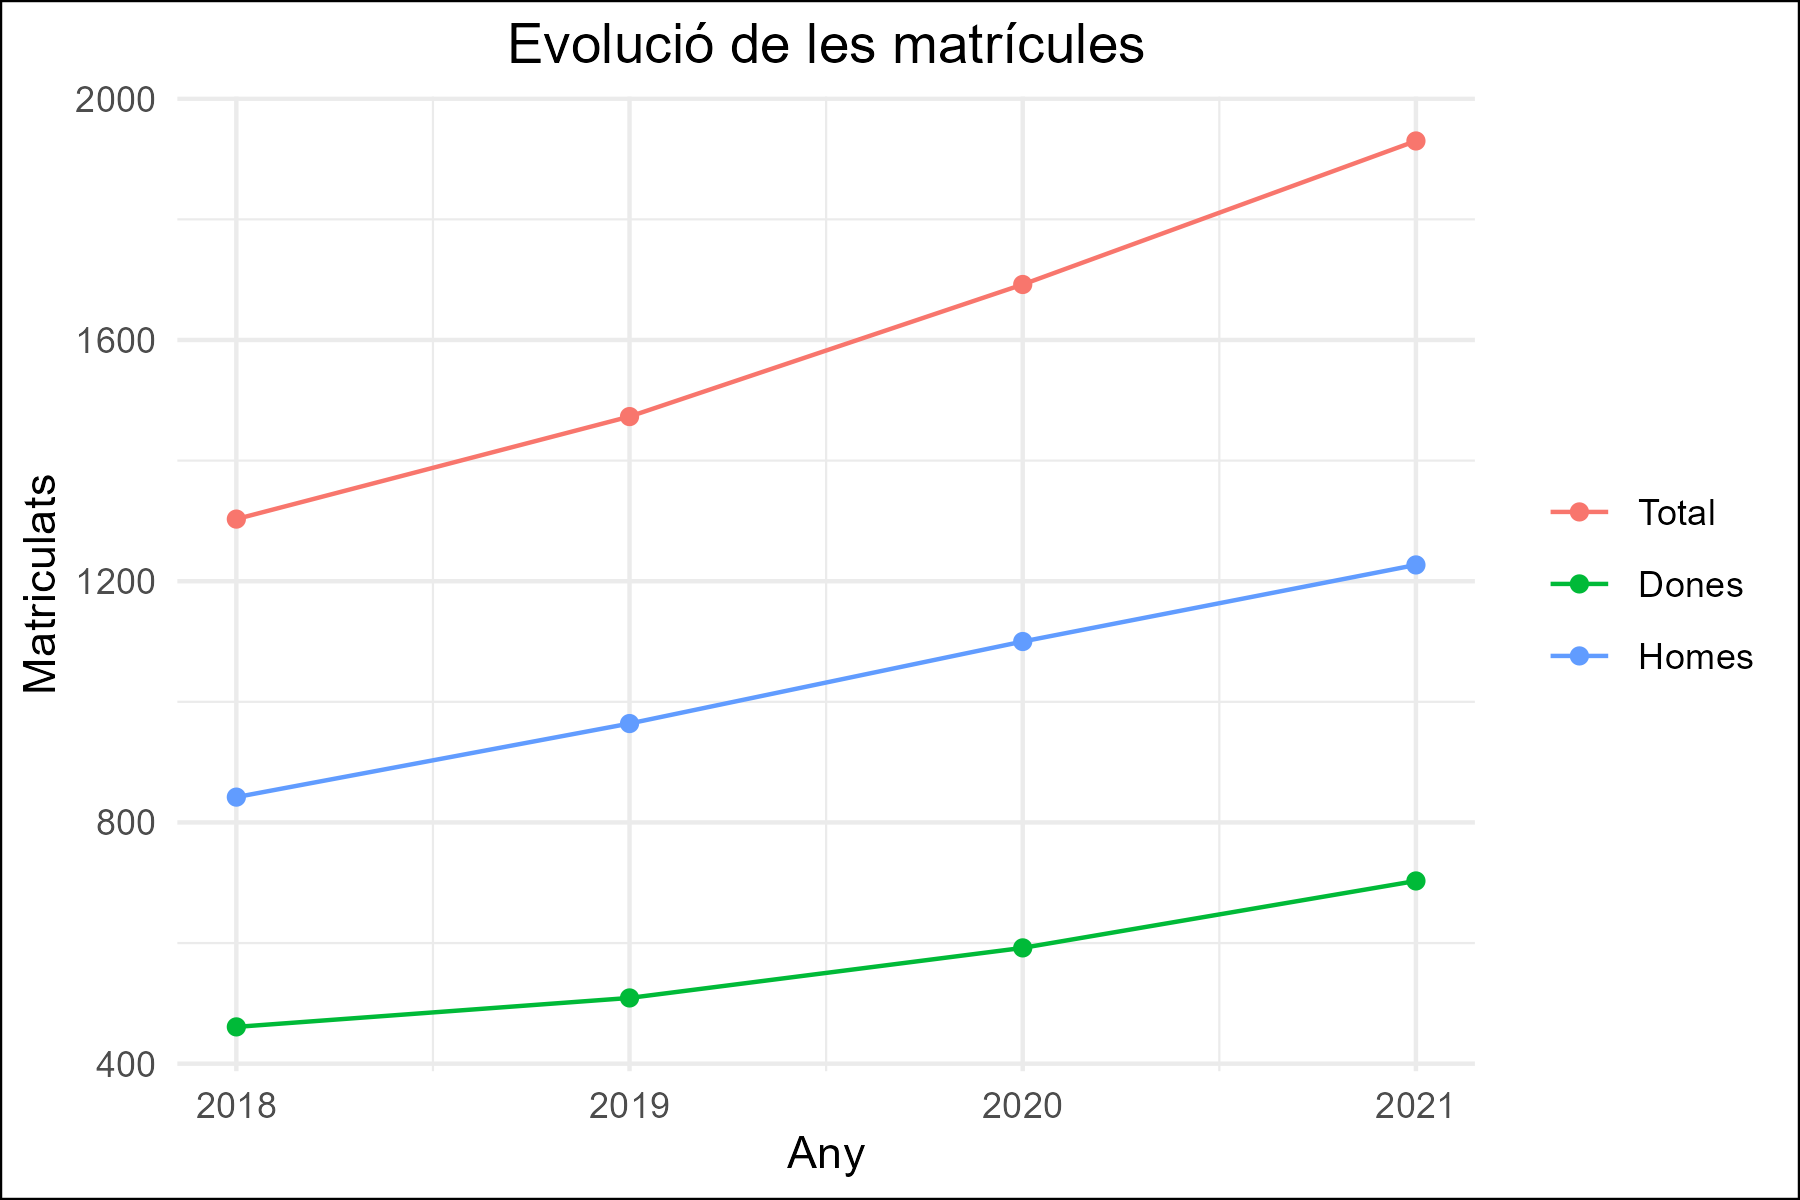 Evolució de les matrícules
2000
1600
1200
800
400
Matriculats
2018 2019 2020 2021
Any
Total
Dones
Homes